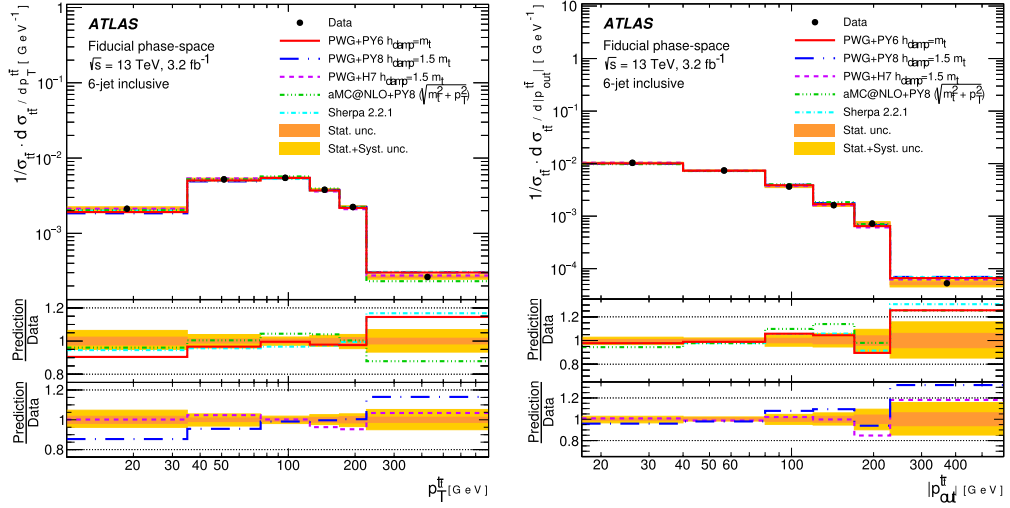 ATLAS
Fiducial phase-space
√s = 13 TeV, 3.2 fb⁻¹
6-jet inclusive
Data
PWG+PY6 h_damp=m_t
PWG+PY8 h_damp=1.5 m_t
PWG+H7 h_damp=1.5 m_t
aMC@NLO+PY8 (√m_t²+p_T²)
Sherpa 2.2.1
Stat. unc.
Stat.+Syst. unc.
1/σ_tt̄ · d σ_tt̄ / d p_T^tt̄ [ GeV⁻¹ ]
10⁻¹
10⁻²
10⁻³
Prediction
Data
1.2
1
0.8
Prediction
Data
1.2
1
0.8
20 30 40 50 100 200 300
p_T^tt̄ [ GeV ]
ATLAS
Fiducial phase-space
√s = 13 TeV, 3.2 fb⁻¹
6-jet inclusive
Data
PWG+PY6 h_damp=m_t
PWG+PY8 h_damp=1.5 m_t
PWG+H7 h_damp=1.5 m_t
aMC@NLO+PY8 (√m_t²+p_T²)
Sherpa 2.2.1
Stat. unc.
Stat.+Syst. unc.
1/σ_tt̄ · d σ_tt̄ / d |p_out^tt̄| [ GeV⁻¹ ]
10
1
10⁻¹
10⁻²
10⁻³
10⁻⁴
Prediction
Data
1.2
1
0.8
Prediction
Data
1.2
1
0.8
20 30 40 50 60 100 200 300 400
|p_out^tt̄| [ GeV ]